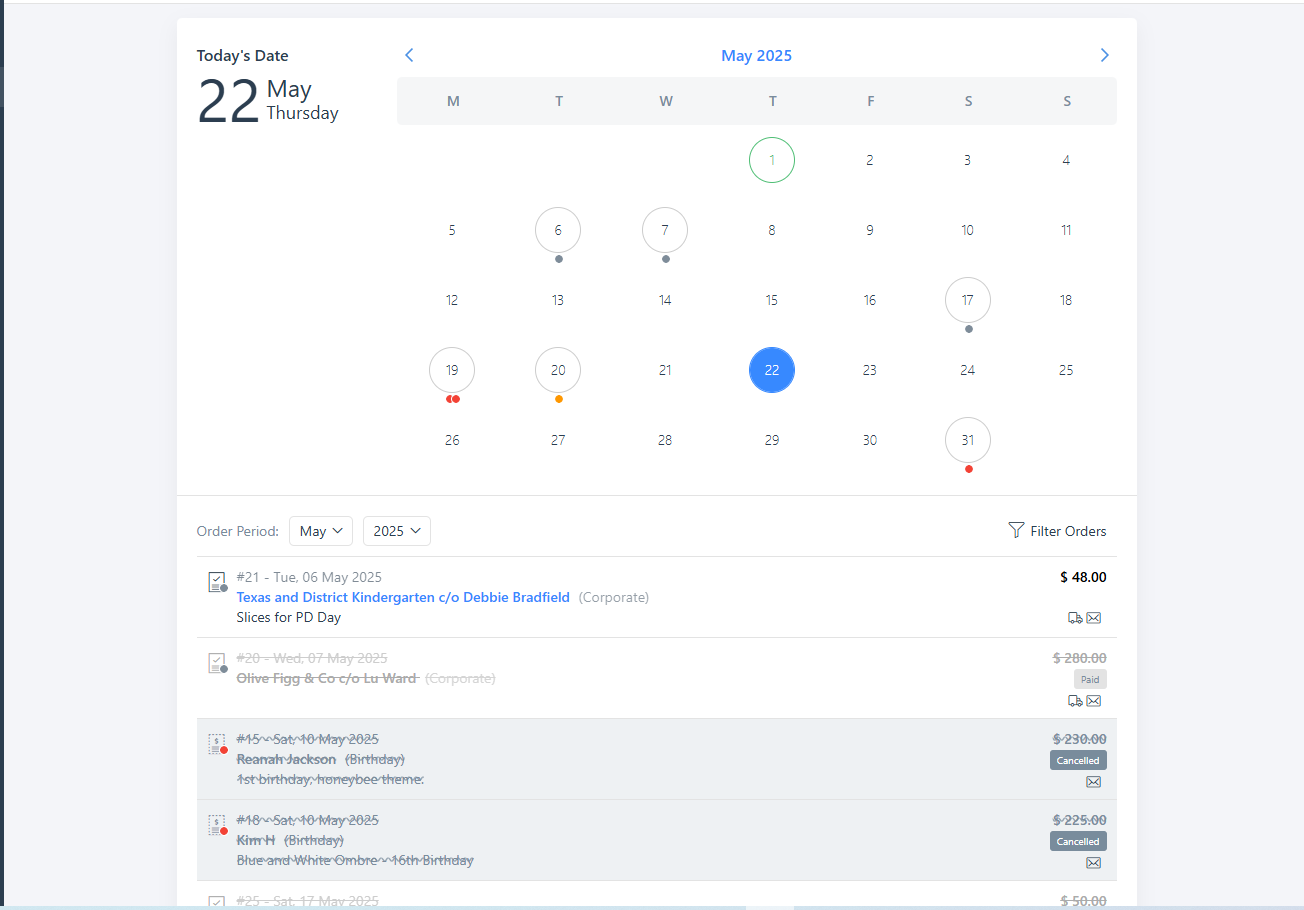 Today's Date
22 May
Thursday
May 2025
M T W T F S S
1 2 3 4
5 6 7 8 9 10 11
12 13 14 15 16 17 18
19 20 21 22 23 24 25
26 27 28 29 30 31
Order Period: May 2025 Filter Orders
#21 - Tue, 06 May 2025 $ 48.00
Texas and District Kindergarten c/o Debbie Bradfield (Corporate)
Slices for PD Day
#20 - Wed, 07 May 2025 $ 280.00
Olive Figg & Co c/o Lu Ward (Corporate) Paid
#15 - Sat, 10 May 2025 $ 230.00
Reanah Jackson (Birthday) Cancelled
1st birthday, honeybee theme.
#18 - Sat, 10 May 2025 $ 225.00
Kim H (Birthday) Cancelled
Blue and White Ombre - 16th Birthday
#25 - Sat, 17 May 2025 $ 50.00